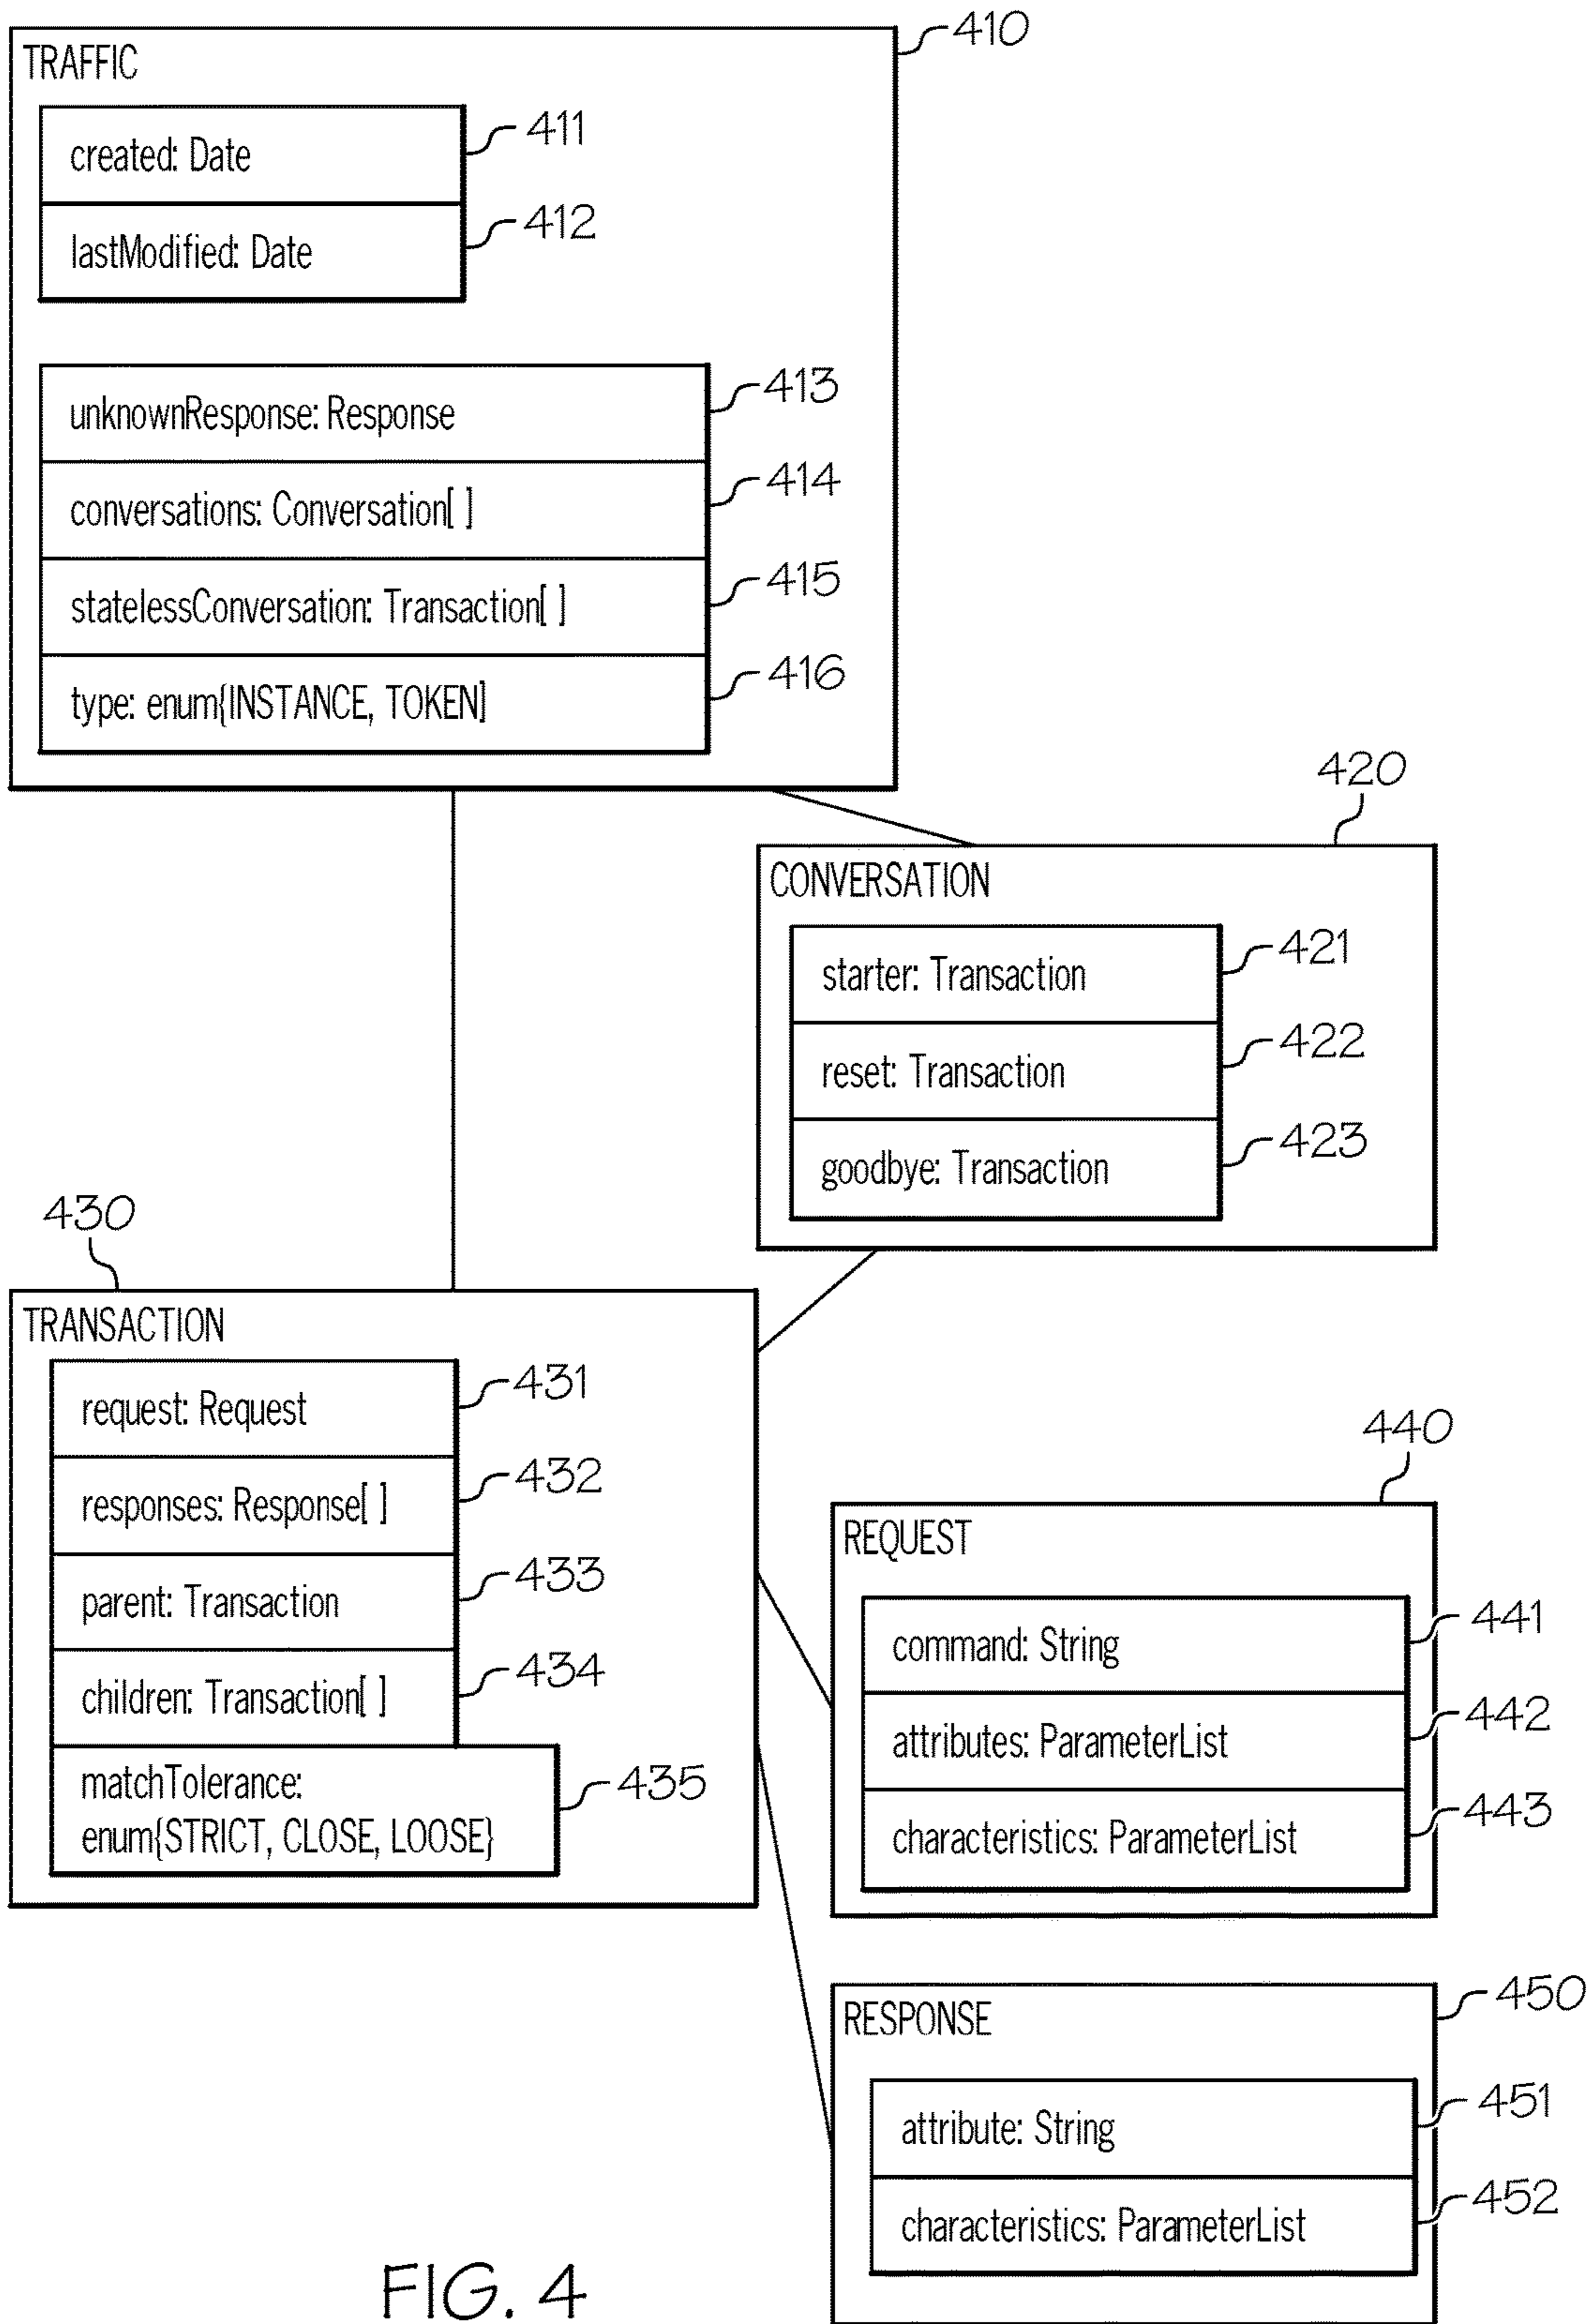 410
TRAFFIC
created: Date
411
lastModified: Date
412
unknownResponse: Response
413
conversations: Conversation[ ]
414
statelessConversation: Transaction[ ]
415
type: enum{INSTANCE, TOKEN]
416
420
CONVERSATION
starter: Transaction
421
reset: Transaction
422
goodbye: Transaction
423
430
TRANSACTION
request: Request
431
responses: Response[ ]
432
parent: Transaction
433
children: Transaction[ ]
434
matchTolerance:
enum{STRICT, CLOSE, LOOSE}
435
440
REQUEST
command: String
441
attributes: ParameterList
442
characteristics: ParameterList
443
450
RESPONSE
attribute: String
451
characteristics: ParameterList
452
FIG. 4